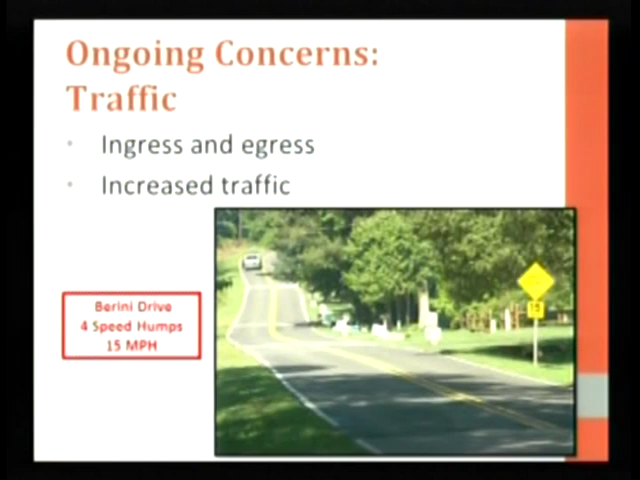 Ongoing Concerns:
Traffic
• Ingress and egress
• Increased traffic
Berini Drive
4 Speed Humps
15 MPH